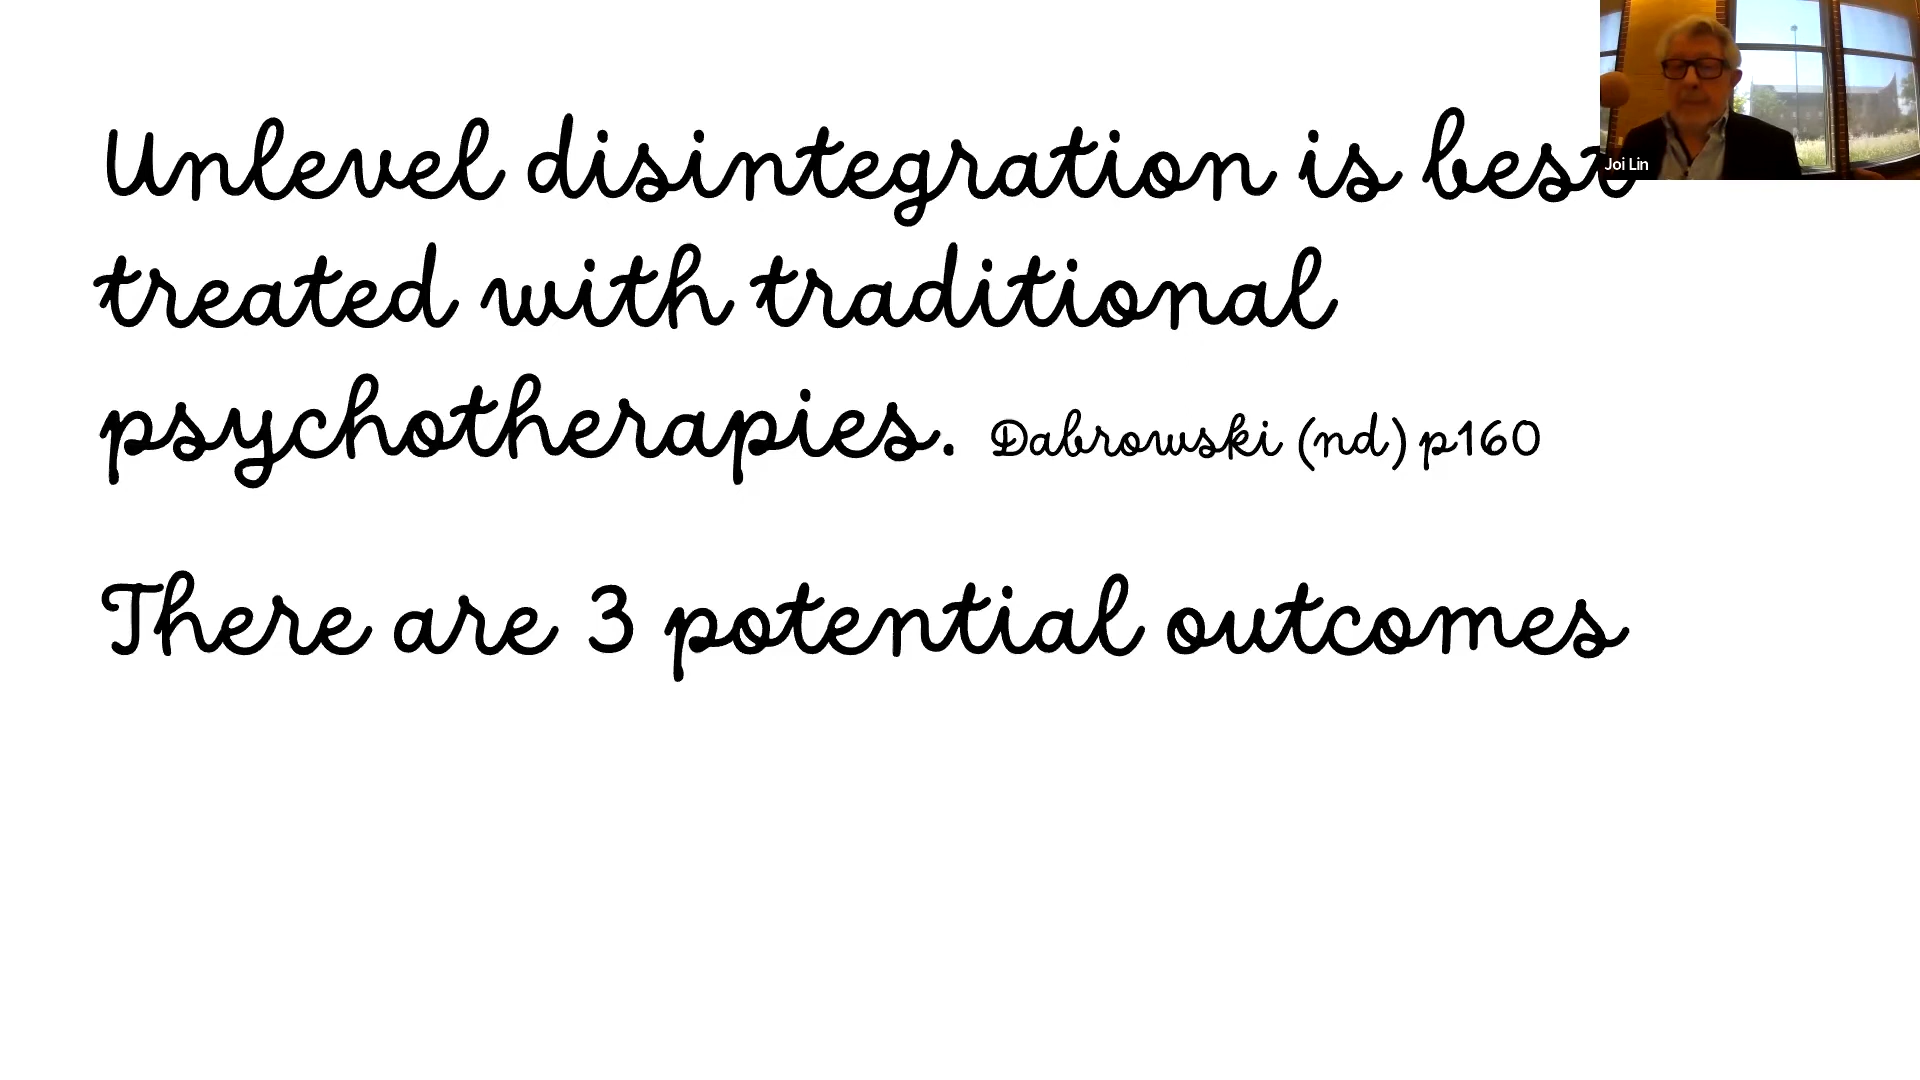 Unlevel disintegration is best
treated with traditional
psychotherapies. Dabrowski (nd) p160
There are 3 potential outcomes
Joi Lin